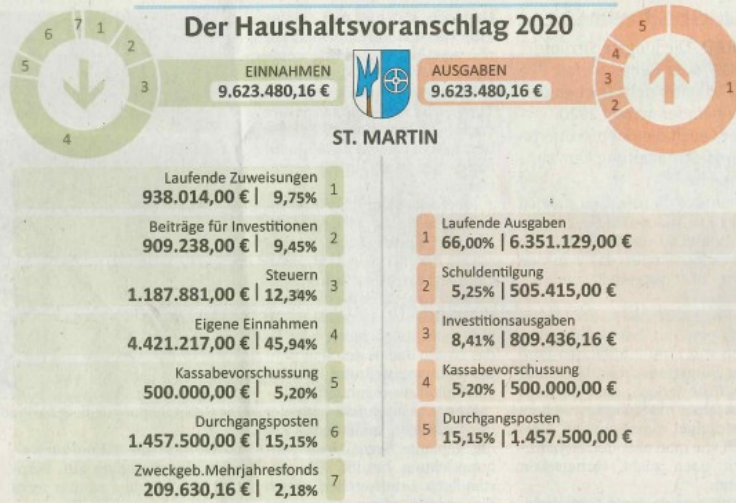 Der Haushaltsvoranschlag 2020
7
1
2
3
4
5
6
EINNAHMEN
9.623.480,16 €
AUSGABEN
9.623.480,16 €
5
4
3
2
1
ST. MARTIN
Laufende Zuweisungen
938.014,00 € | 9,75%
1
Beiträge für Investitionen
909.238,00 € | 9,45%
2
Steuern
1.187.881,00 € | 12,34%
3
Eigene Einnahmen
4.421.217,00 € | 45,94%
4
Kassabevorschussung
500.000,00 € | 5,20%
5
Durchgangsposten
1.457.500,00 € | 15,15%
6
Zweckgeb.Mehrjahresfonds
209.630,16 € | 2,18%
7
1
Laufende Ausgaben
66,00% | 6.351.129,00 €
2
Schuldentilgung
5,25% | 505.415,00 €
3
Investitionsausgaben
8,41% | 809.436,16 €
4
Kassabevorschussung
5,20% | 500.000,00 €
5
Durchgangsposten
15,15% | 1.457.500,00 €